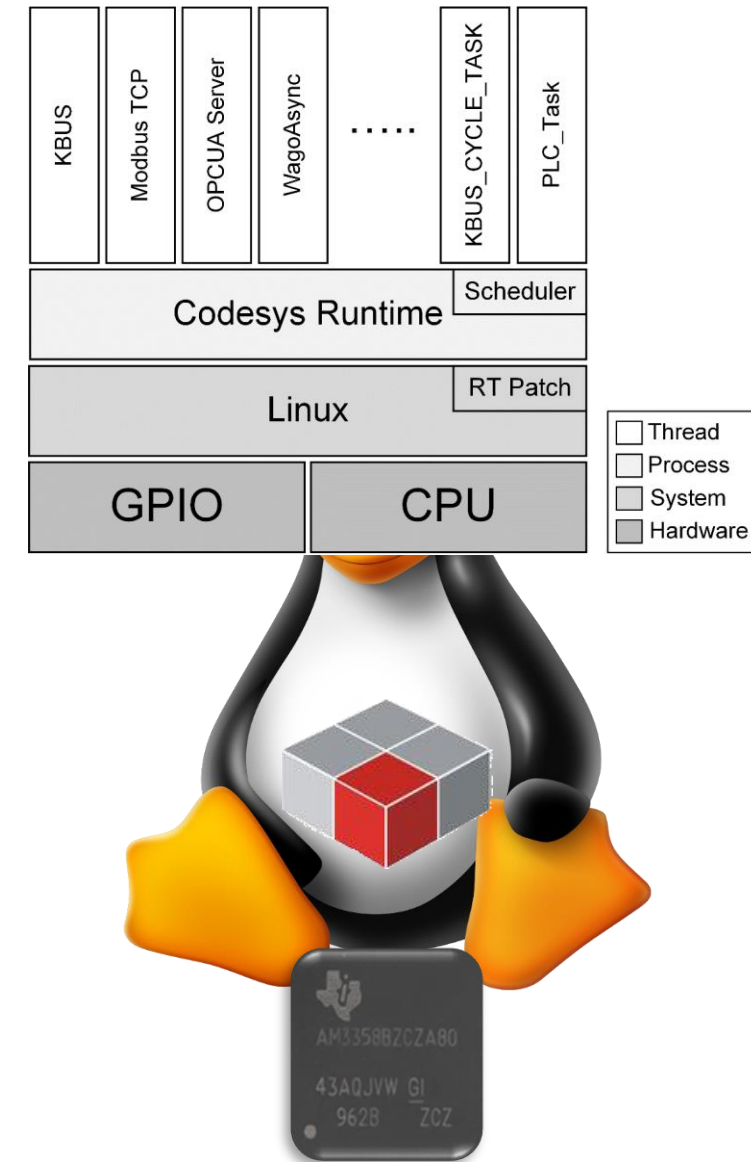 KBUS
Modbus TCP
OPCUA Server
WagoAsync
.....
KBUS_CYCLE_TASK
PLC_Task
Codesys Runtime
Scheduler
Linux
RT Patch
GPIO
CPU
Thread
Process
System
Hardware
AM3358BZCZA80
43AQJVW GI
962B ZCZ